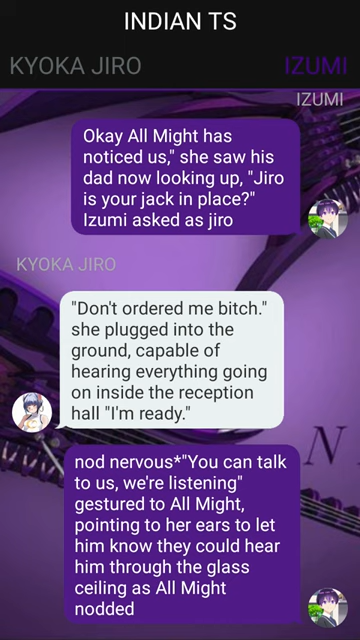 INDIAN TS
KYOKA JIRO
IZUMI
IZUMI
Okay All Might has
noticed us," she saw his
dad now looking up, "Jiro
is your jack in place?"
Izumi asked as jiro
KYOKA JIRO
"Don't ordered me bitch."
she plugged into the
ground, capable of
hearing everything going
on inside the reception
hall "I'm ready."
nod nervous*"You can talk
to us, we're listening"
gestured to All Might,
pointing to her ears to let
him know they could hear
him through the glass
ceiling as All Might
nodded
N